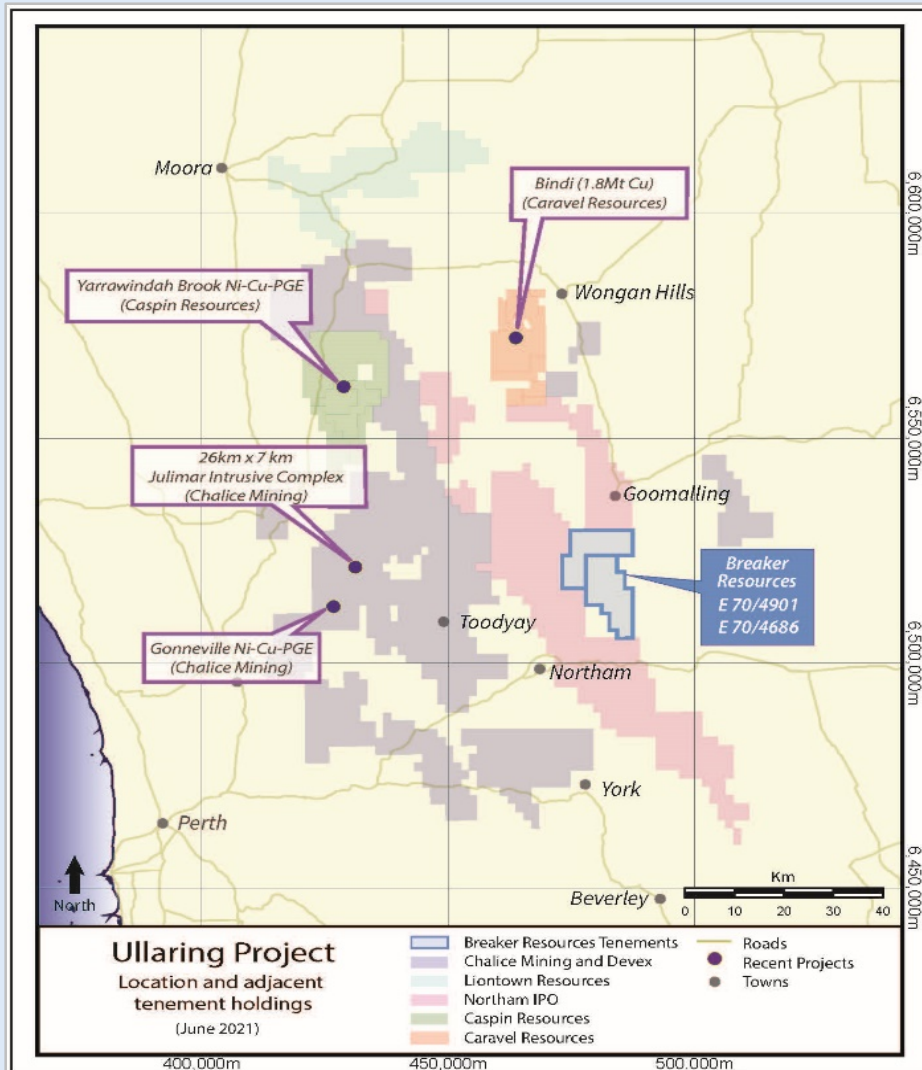 Moora
Bindi (1.8Mt Cu)
(Caravel Resources)
6,600,000m
Yarrawindah Brook Ni-Cu-PGE
(Caspin Resources)
Wongan Hills
6,550,000m
26km x 7 km
Julimar Intrusive Complex
(Chalice Mining)
Goomalling
Breaker
Resources
E 70/4901
E 70/4686
Toodyay
Gonneville Ni-Cu-PGE
(Chalice Mining)
6,500,000m
Northam
York
Perth
6,450,000m
North
Beverley
Km
0 10 20 30 40
Ullaring Project
Location and adjacent
tenement holdings
(June 2021)
Breaker Resources Tenements
Chalice Mining and Devex
Liontown Resources
Northam IPO
Caspin Resources
Caravel Resources
Roads
Recent Projects
Towns
400,000m 450,000m 500,000m